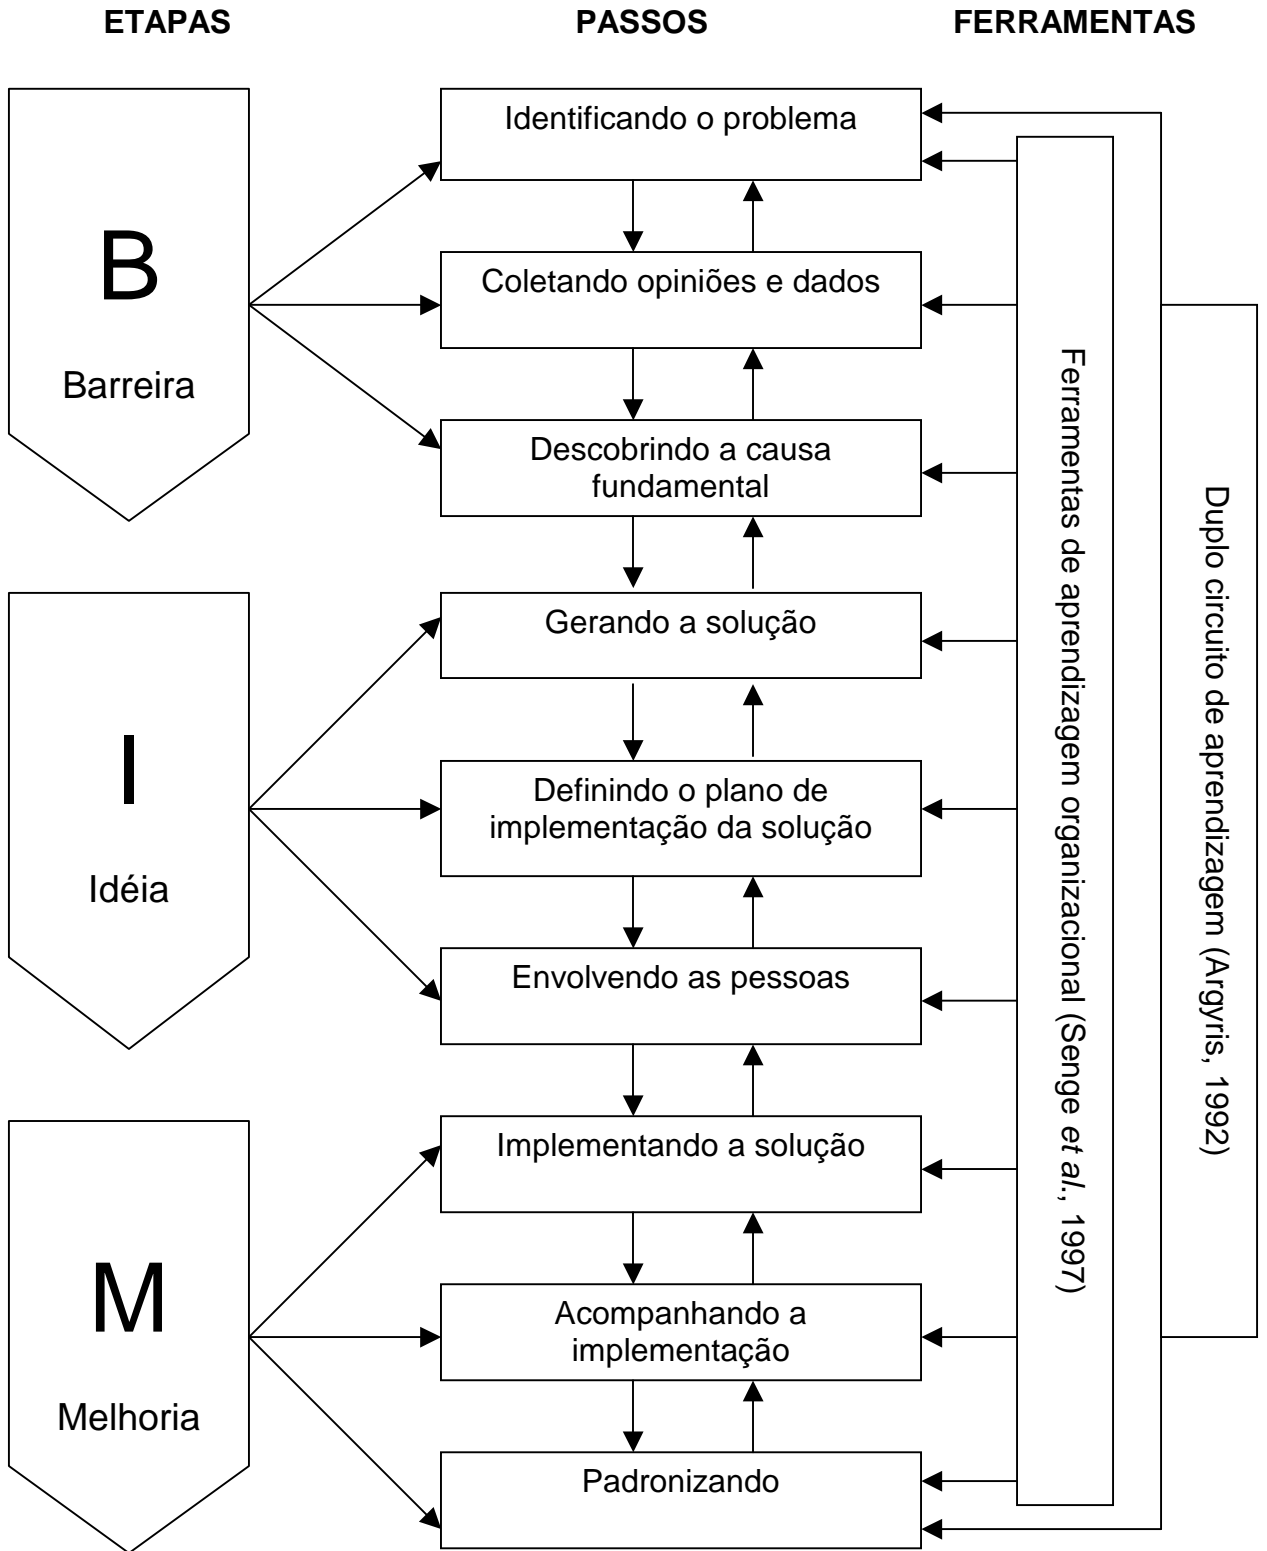 ETAPAS PASSOS FERRAMENTAS
B
Barreira
Identificando o problema
Coletando opiniões e dados
Descobrindo a causa
fundamental
I
Idéia
Gerando a solução
Definindo o plano de
implementação da solução
Envolvendo as pessoas
M
Melhoria
Implementando a solução
Acompanhando a
implementação
Padronizando
Ferramentas de aprendizagem organizacional (Senge et al., 1997)
Duplo circuito de aprendizagem (Argyris, 1992)